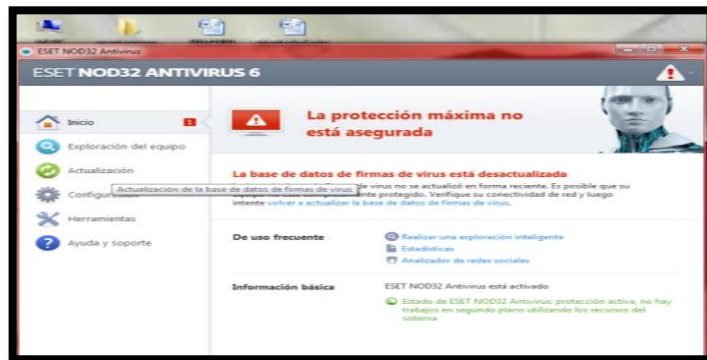 ESET NOD32 Antivirus
ESET NOD32 ANTIVIRUS 6
Inicio 1
Exploración del equipo
Actualización
Configuración
Herramientas
Ayuda y soporte
Actualización de la base de datos de firmas de virus
La protección máxima no
está asegurada
La base de datos de firmas de virus está desactualizada
de virus no se actualizó en forma reciente. Es posible que su
protegido. Verifique su conectividad de red y luego
intente volver a actualizar la base de datos de firmas de virus.
De uso frecuente
Realizar una exploración inteligente
Estadísticas
Analizador de redes sociales
Información básica
ESET NOD32 Antivirus está activado
Estado de ESET NOD32 Antivirus: protección activa, no hay
trabajos en segundo plano utilizando los recursos del
sistema